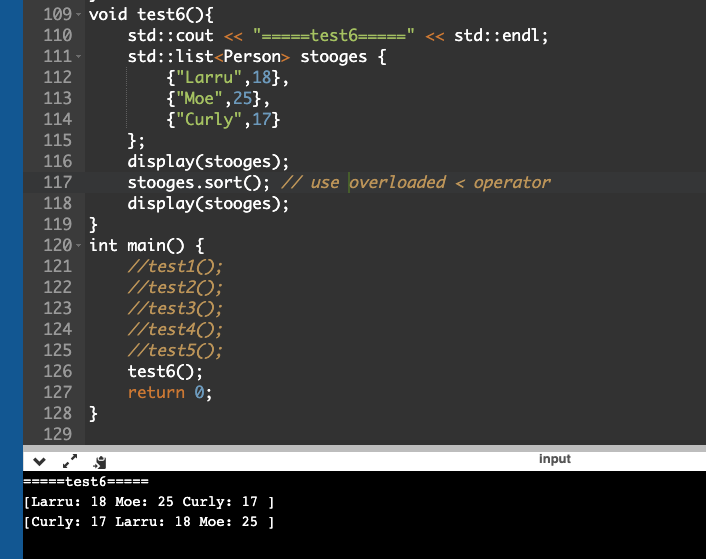 109 void test6(){
110     std::cout << "=====test6=====" << std::endl;
111     std::list<Person> stooges {
112         {"Larru",18},
113         {"Moe",25},
114         {"Curly",17}
115     };
116     display(stooges);
117     stooges.sort(); // use overloaded < operator
118     display(stooges);
119 }
120 int main() {
121     //test1();
122     //test2();
123     //test3();
124     //test4();
125     //test5();
126     test6();
127     return 0;
128 }
129
input
=====test6=====
[Larru: 18 Moe: 25 Curly: 17 ]
[Curly: 17 Larru: 18 Moe: 25 ]